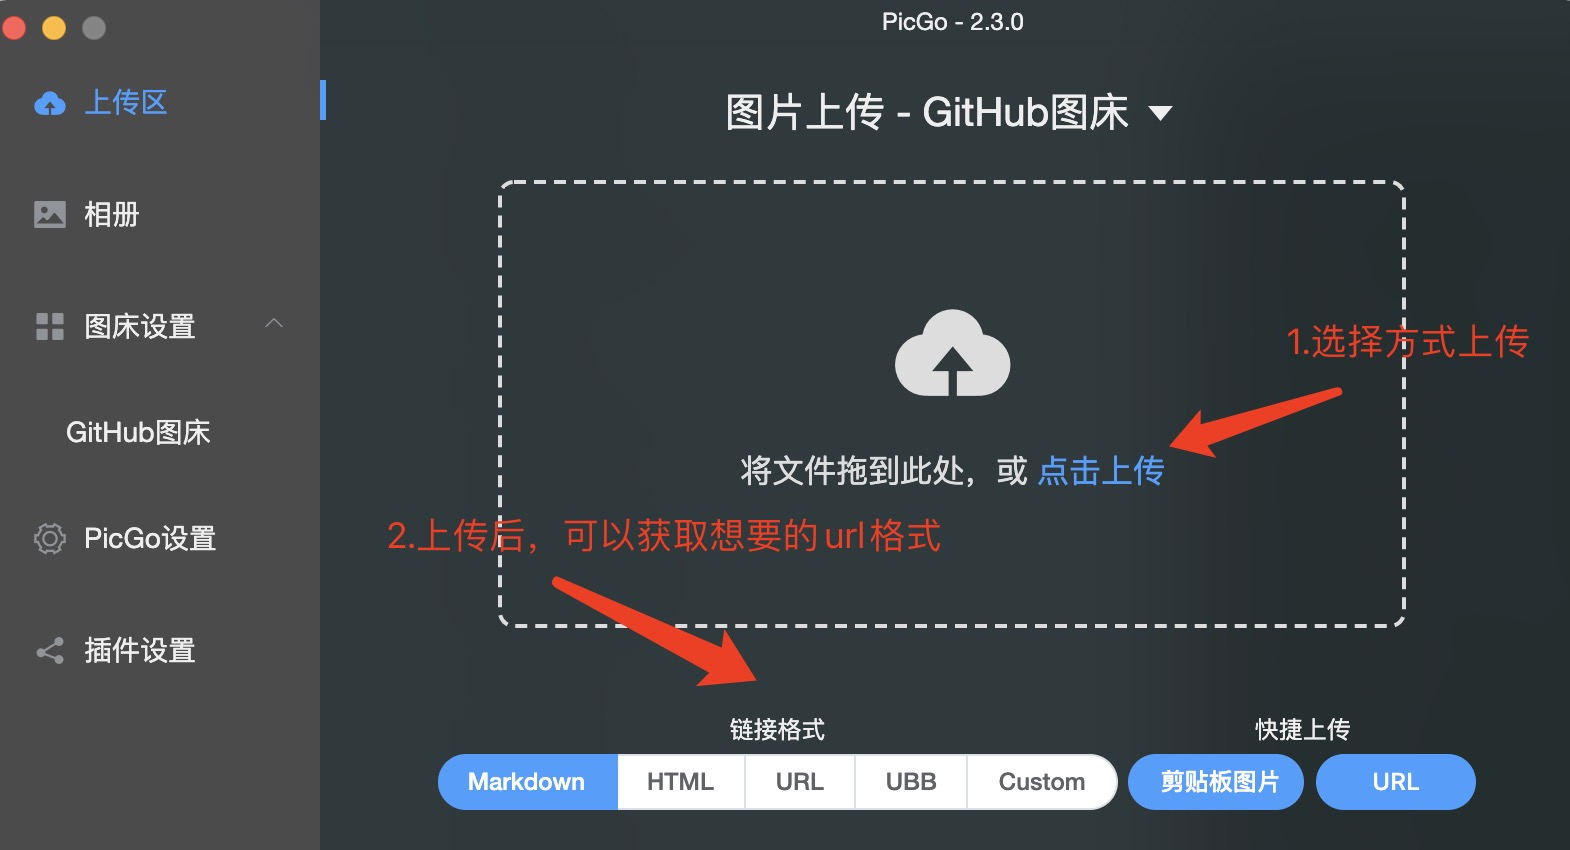 PicGo - 2.3.0
上传区
相册
图床设置
GitHub图床
PicGo设置
插件设置
图片上传 - GitHub图床
1.选择方式上传
将文件拖到此处，或 点击上传
2.上传后，可以获取想要的url格式
链接格式
快捷上传
Markdown HTML URL UBB Custom 剪贴板图片 URL